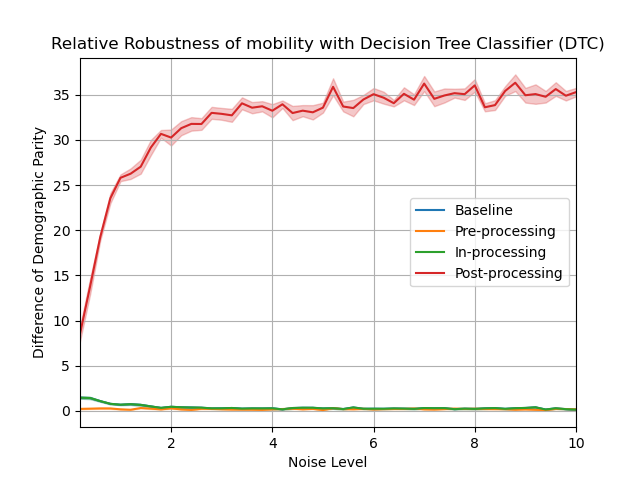 Relative Robustness of mobility with Decision Tree Classifier (DTC)
Difference of Demographic Parity
35
30
25
20
15
10
5
0
Baseline
Pre-processing
In-processing
Post-processing
2 4 6 8 10
Noise Level